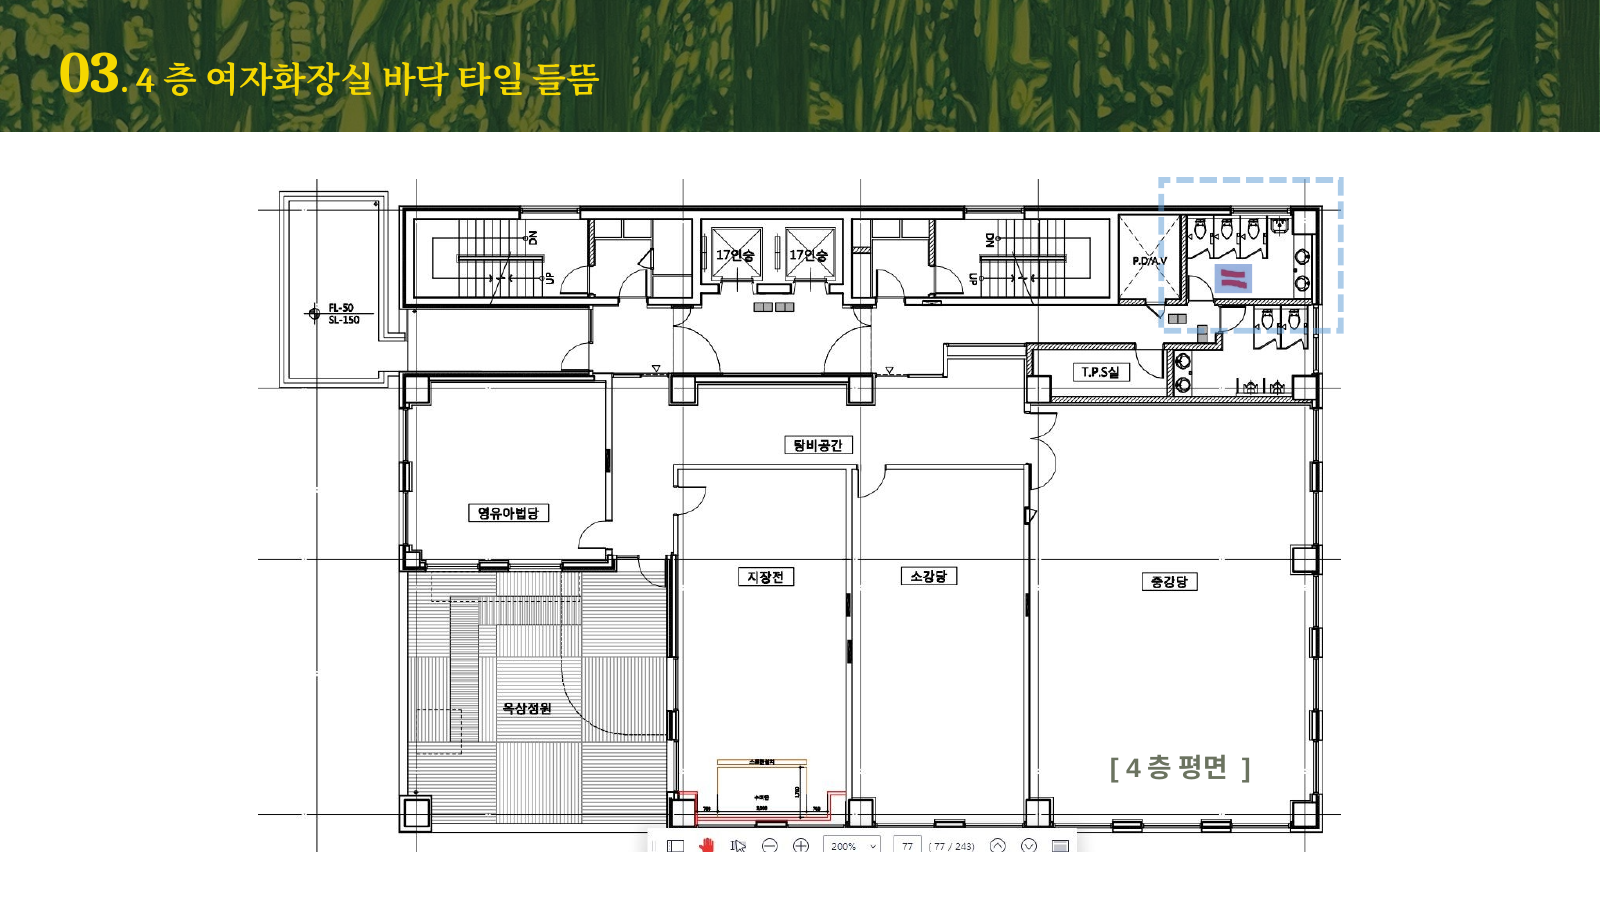 03. 4 층 여자화장실 바닥 타일 들뜸
DN
UP
17인승
17인승
DN
UP
P.D/A.V
FL-50
SL-150
T.P.S실
탕비공간
영유아법당
지장전
소강당
중강당
옥상정원
[ 4 층 평면 ]
200%
77
( 77 / 243)